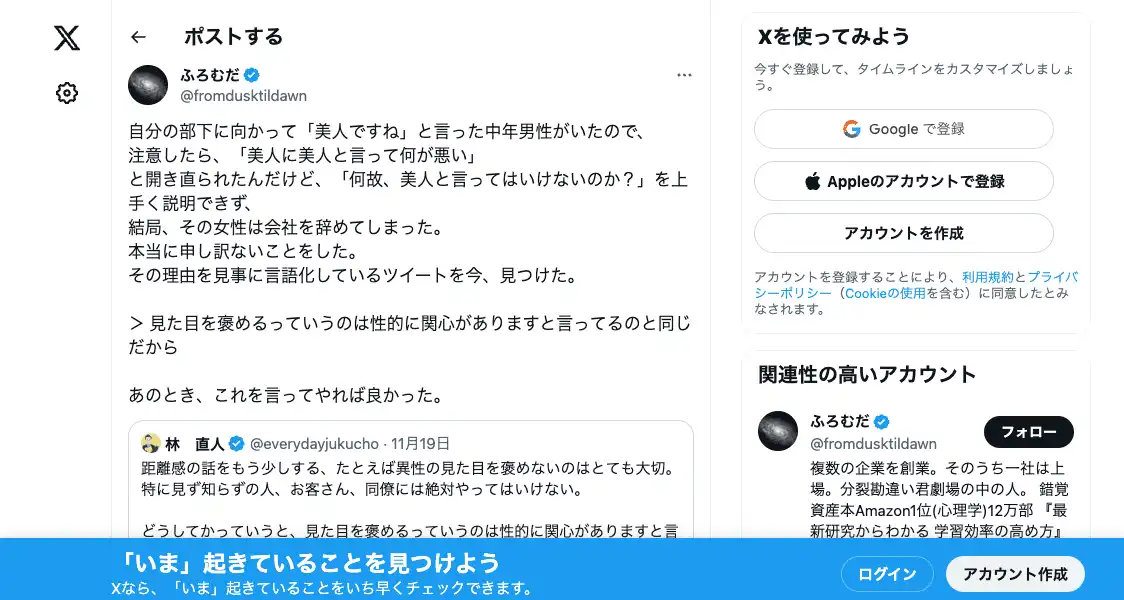 ポストする
ふろむだ
@fromdusktildawn
自分の部下に向かって「美人ですね」と言った中年男性がいたので、
注意したら、「美人に美人と言って何が悪い」
と開き直られたんだけど、「何故、美人と言ってはいけないのか？」を上
手く説明できず、
結局、その女性は会社を辞めてしまった。
本当に申し訳ないことをした。
その理由を見事に言語化しているツイートを今、見つけた。
＞見た目を褒めるっていうのは性的に関心がありますと言ってるのと同じ
だから
あのとき、これを言ってやれば良かった。
林　直人 @everydayjukucho · 11月19日
距離感の話をもう少しする、たとえば異性の見た目を褒めないのはとても大切。
特に見ず知らずの人、お客さん、同僚には絶対やってはいけない。
どうしてかっていうと、見た目を褒めるっていうのは性的に関心がありますと言
Xを使ってみよう
今すぐ登録して、タイムラインをカスタマイズしましょ
う。
Google で登録
Appleのアカウントで登録
アカウントを作成
アカウントを登録することにより、利用規約とプライバ
シーポリシー（Cookieの使用を含む）に同意したとみ
なされます。
関連性の高いアカウント
ふろむだ
@fromdusktildawn
フォロー
複数の企業を創業。そのうち一社は上
場。分裂勘違い君劇場の中の人。 錯覚
資産本Amazon1位(心理学)12万部 『最
新研究からわかる 学習効率の高め方』
「いま」起きていることを見つけよう
Xなら、「いま」起きていることをいち早くチェックできます。
ログイン
アカウント作成